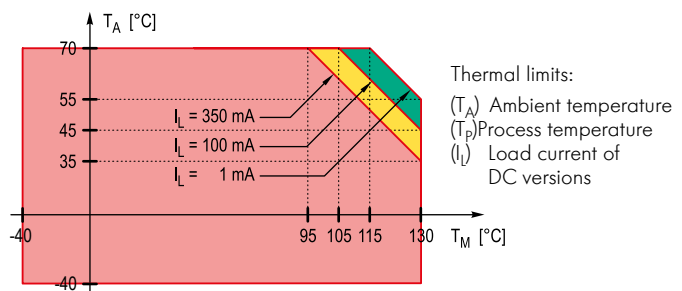 T_A [°C]
70
55
45
35
-40
-40
95 105 115 130 T_M [°C]
I_L = 350 mA
I_L = 100 mA
I_L = 1 mA
Thermal limits:
(T_A) Ambient temperature
(T_P)Process temperature
(I_L) Load current of
DC versions